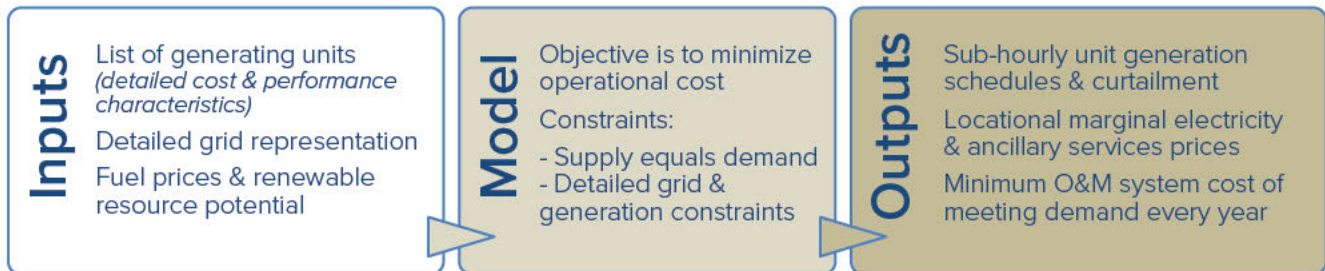 Inputs
List of generating units
(detailed cost & performance
characteristics)
Detailed grid representation
Fuel prices & renewable
resource potential
Model
Objective is to minimize
operational cost
Constraints:
- Supply equals demand
- Detailed grid &
generation constraints
Outputs
Sub-hourly unit generation
schedules & curtailment
Locational marginal electricity
& ancillary services prices
Minimum O&M system cost of
meeting demand every year